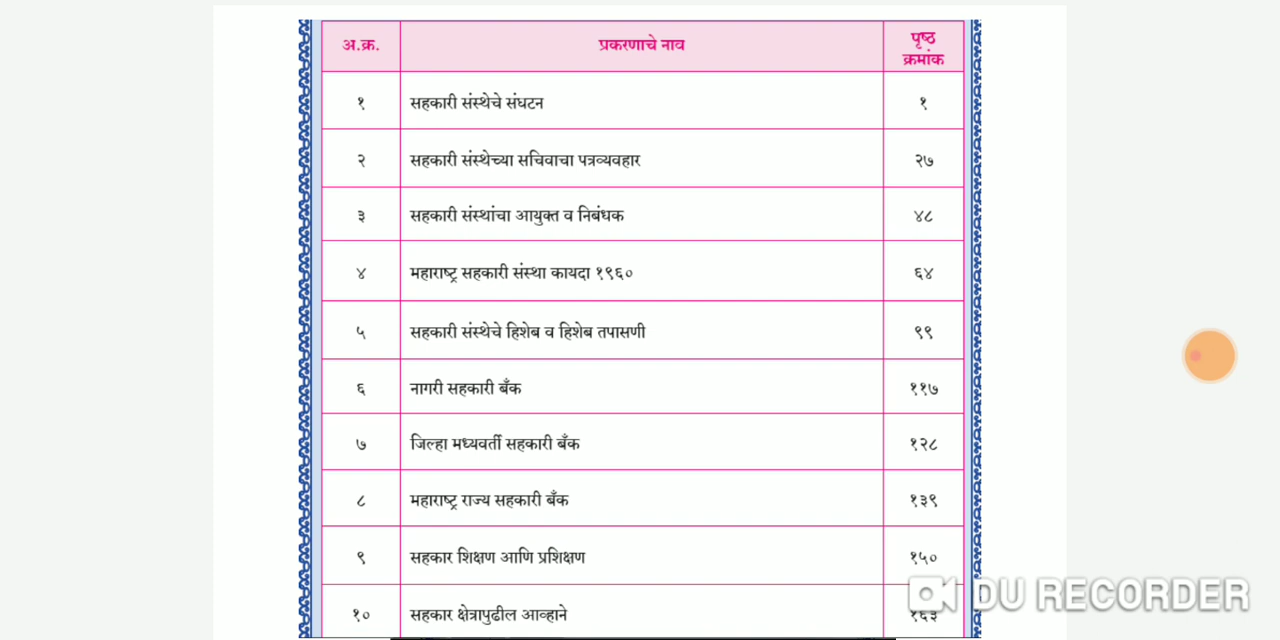 अ.क्र. प्रकरणाचे नाव पृष्ठ क्रमांक
१ सहकारी संस्थेचे संघटन १
२ सहकारी संस्थेच्या सचिवाचा पत्रव्यवहार २७
३ सहकारी संस्थांचा आयुक्त व निबंधक ४८
४ महाराष्ट्र सहकारी संस्था कायदा १९६० ६४
५ सहकारी संस्थेचे हिशेब व हिशेब तपासणी ९९
६ नागरी सहकारी बँक ११७
७ जिल्हा मध्यवर्ती सहकारी बँक १२८
८ महाराष्ट्र राज्य सहकारी बँक १३९
९ सहकार शिक्षण आणि प्रशिक्षण १५०
१० सहकार क्षेत्रापुढील आव्हाने १६३
DU RECORDER